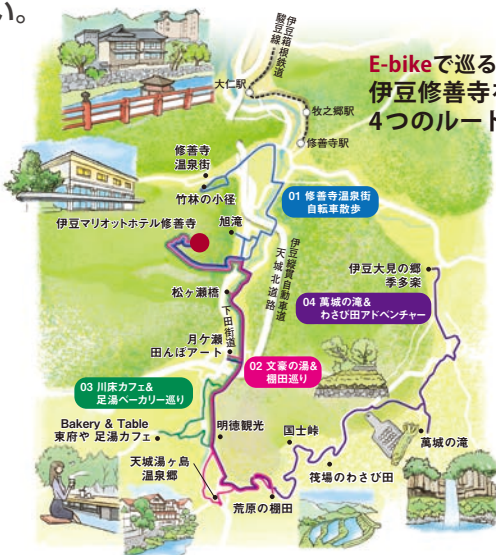 い。
E-bikeで巡る
伊豆修善寺
4つのルート
伊豆箱根鉄道
駿豆線
大仁駅
牧之郷駅
修善寺駅
修善寺
温泉街
竹林の小径
01 修善寺温泉街
自転車散歩
伊豆マリオットホテル修善寺
旭滝
伊豆縦貫自動車道
天城北道路
伊豆大見の郷
季多楽
04 萬城の滝&
わさび田アドベンチャー
松ヶ瀬橋
下田街道
月ケ瀬
田んぼアート
02 文豪の湯&
棚田巡り
03 川床カフェ&
足湯ベーカリー巡り
Bakery & Table
東府や 足湯カフェ
明徳観光
国士峠
萬城の滝
天城湯ヶ島
温泉郷
筏場のわさび田
荒原の棚田